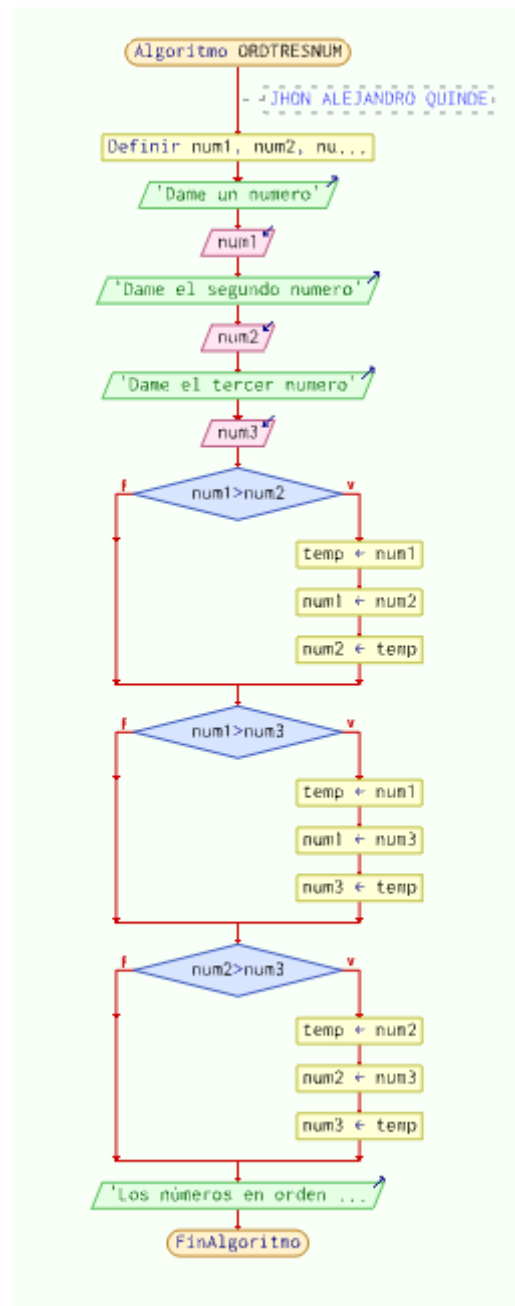 Algoritmo ORDTRESNUM
JHON ALEJANDRO QUINDE
Definir num1, num2, nu...
'Dame un numero'
num1
'Dame el segundo numero'
num2
'Dame el tercer numero'
num3
f num1>num2 v
temp ← num1
num1 ← num2
num2 ← temp
f num1>num3 v
temp ← num1
num1 ← num3
num3 ← temp
f num2>num3 v
temp ← num2
num2 ← num3
num3 ← temp
'Los números en orden ...
FinAlgoritmo